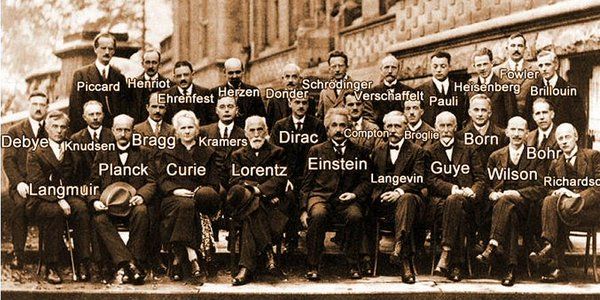 Piccard
Henriot
Ehrenfest
Herzen
Donder
Schrödinger
Verschaffelt
Pauli
Heisenberg
Fowler
Brillouin
Debye
Knudsen
Bragg
Kramers
Dirac
Compton
Broglie
Born
Bohr
Langmuir
Planck
Curie
Lorentz
Einstein
Langevin
Guye
Wilson
Richardso